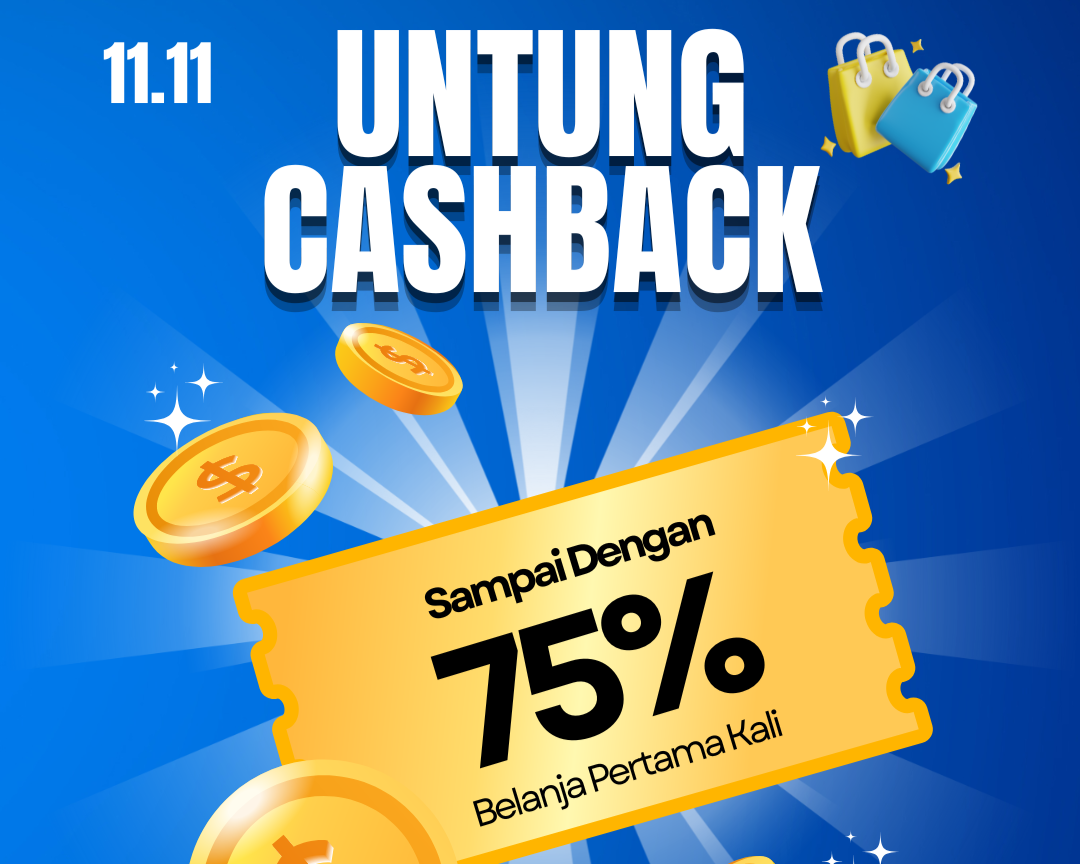 11.11
UNTUNG
CASHBACK
Sampai Dengan
75%
Belanja Pertama Kali